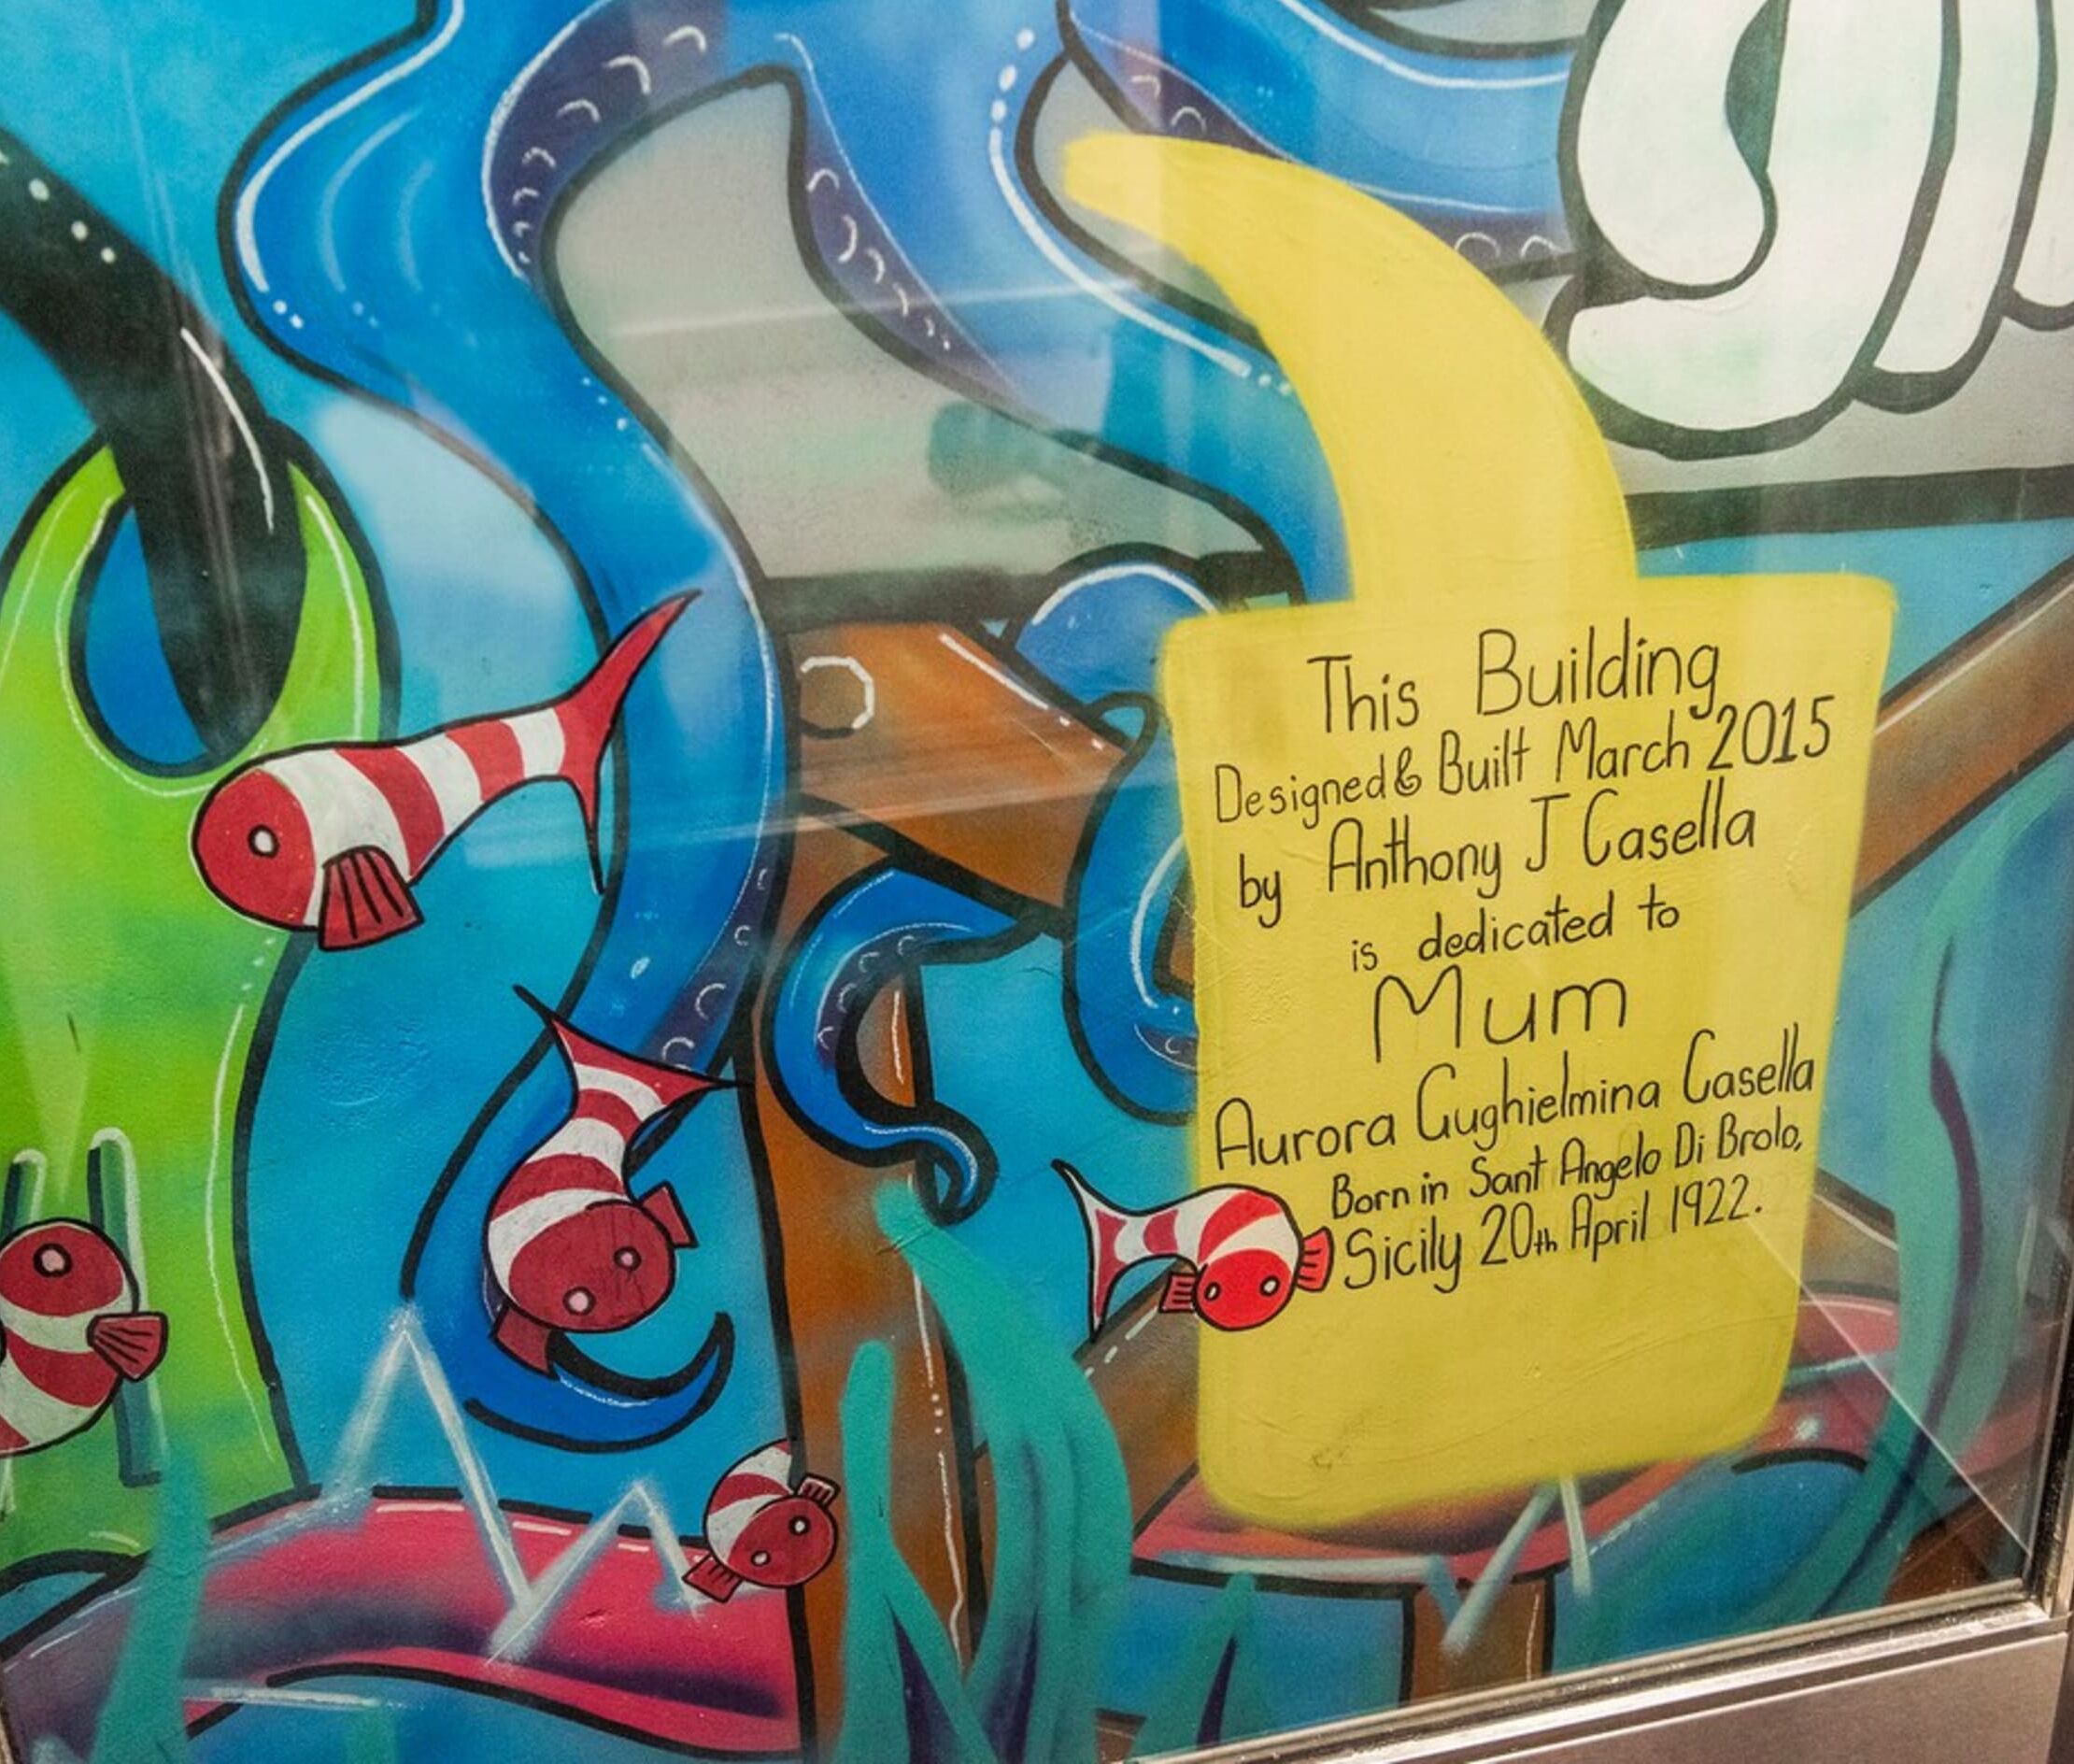 This Building
Designed & Built March 2015
by Anthony J Casella
is dedicated to
Mum
Aurora Gughielmina Casella
Born in Sant Angelo Di Brolo,
Sicily 20th April 1922.